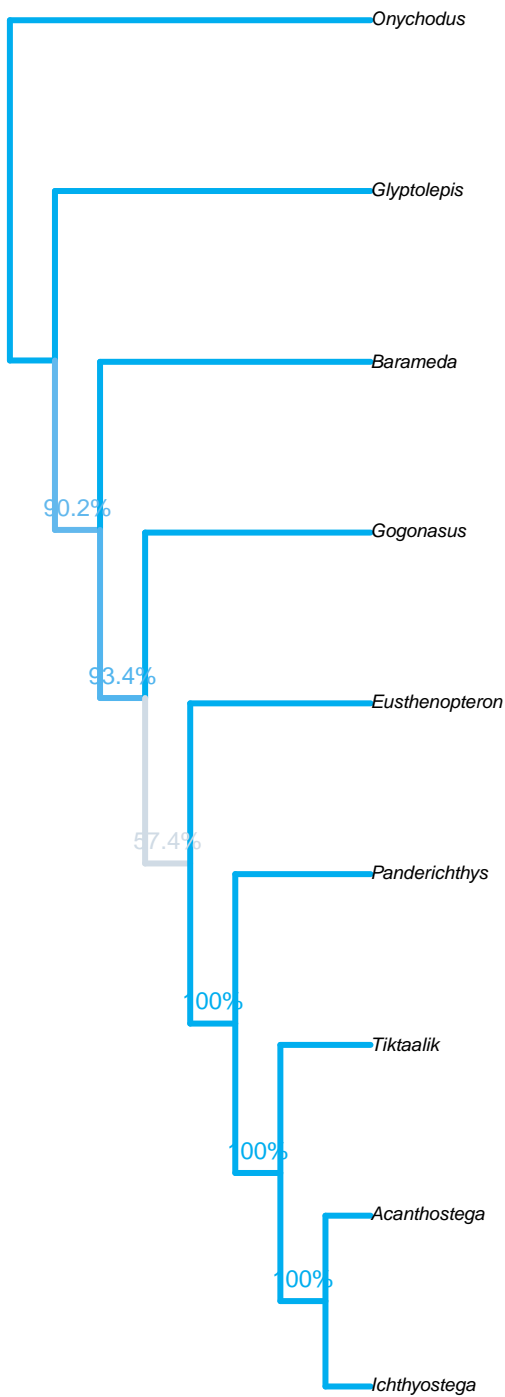 Onychodus
Glyptolepis
Barameda
90.2%
Gogonasus
93.4%
Eusthenopteron
57.4%
Panderichthys
100%
Tiktaalik
100%
Acanthostega
100%
Ichthyostega